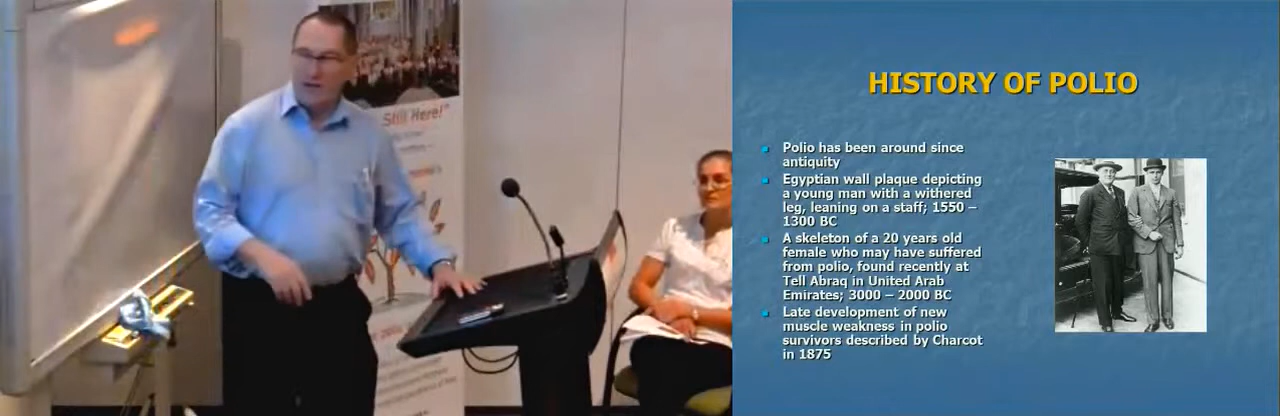 Still Here!"
HISTORY OF POLIO
Polio has been around since
antiquity
Egyptian wall plaque depicting
a young man with a withered
leg, leaning on a staff; 1550 –
1300 BC
A skeleton of a 20 years old
female who may have suffered
from polio, found recently at
Tell Abraq in United Arab
Emirates; 3000 – 2000 BC
Late development of new
muscle weakness in polio
survivors described by Charcot
in 1875